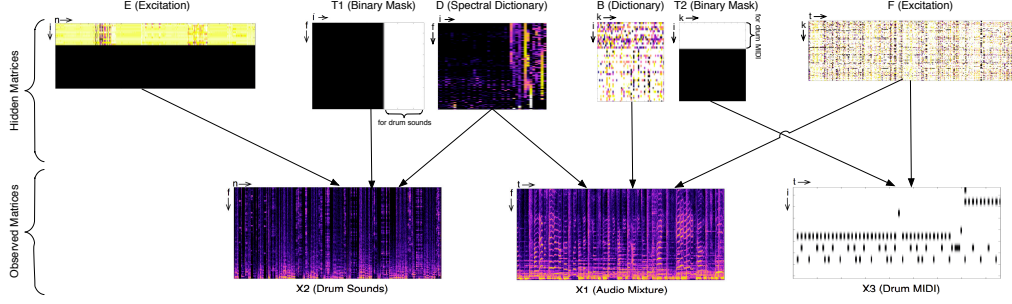 E (Excitation)
T1 (Binary Mask)
D (Spectral Dictionary)
B (Dictionary)
T2 (Binary Mask)
F (Excitation)
n
i
i
f
i
f
k
i
k
i
t
k
for drum MIDI
for drum sounds
Hidden Matrices
Observed Matrices
n
f
t
f
t
i
X2 (Drum Sounds)
X1 (Audio Mixture)
X3 (Drum MIDI)